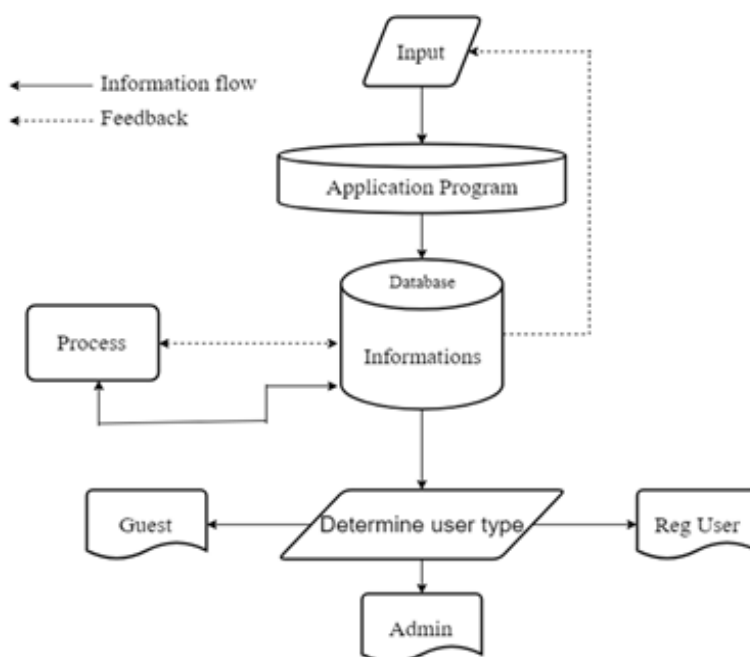 Input
Information flow
Feedback
Application Program
Database
Informations
Process
Guest
Determine user type
Reg User
Admin